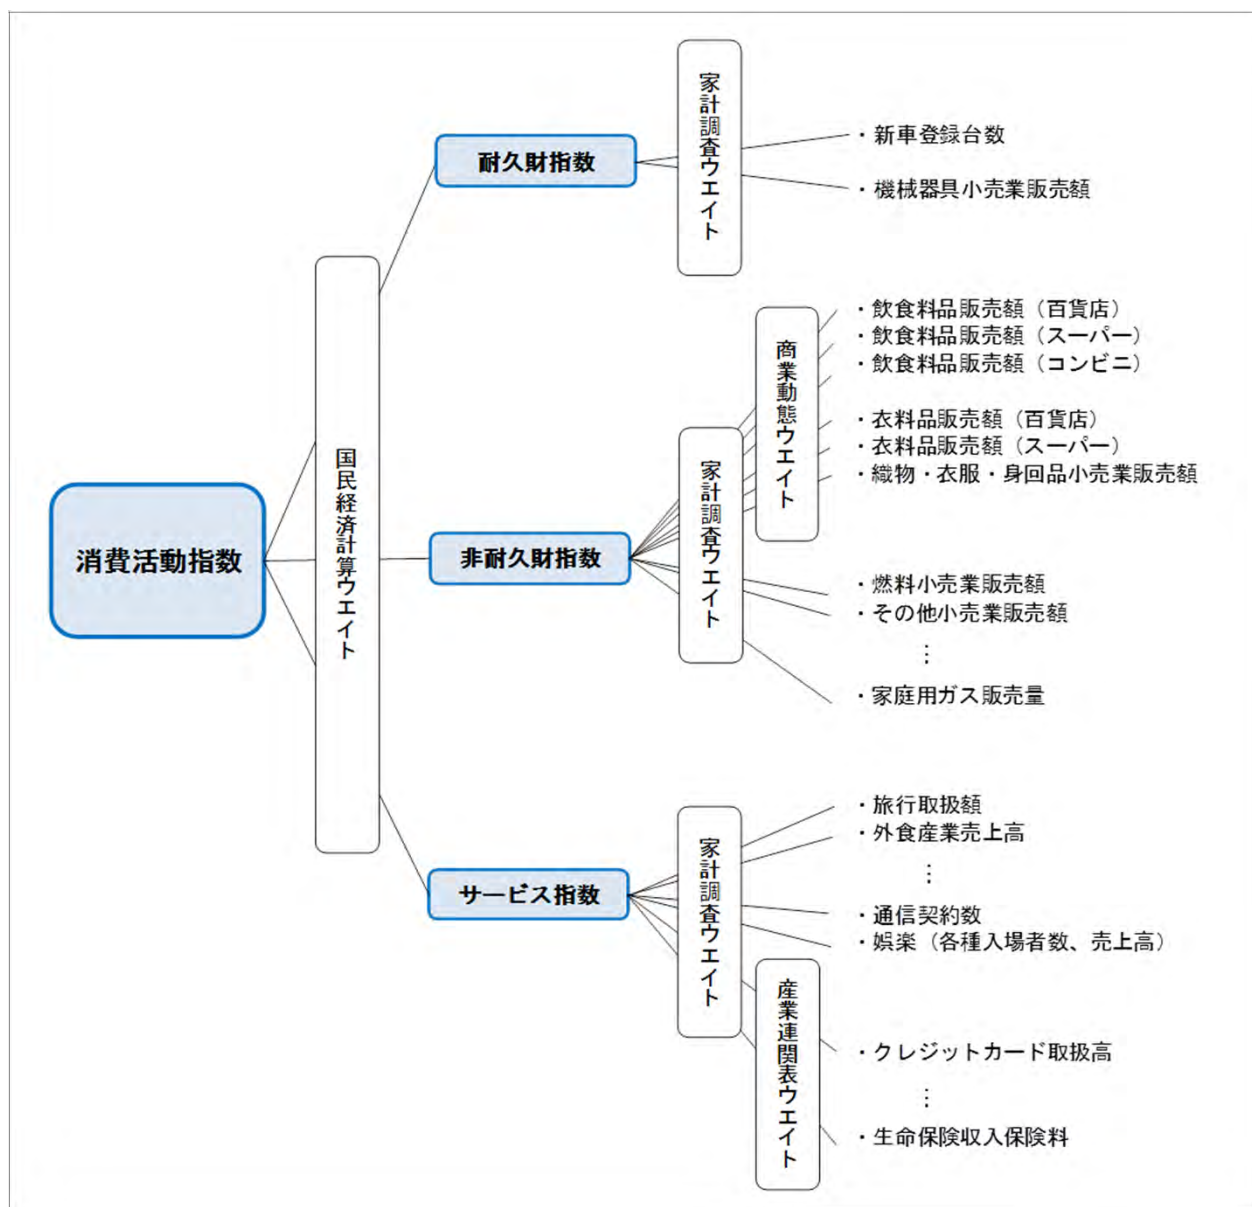 消費活動指数
国民経済計算ウエイト
耐久財指数
家計調査ウエイト
・新車登録台数
・機械器具小売業販売額
非耐久財指数
家計調査ウエイト
商業動態ウエイト
・飲食料品販売額（百貨店）
・飲食料品販売額（スーパー）
・飲食料品販売額（コンビニ）
・衣料品販売額（百貨店）
・衣料品販売額（スーパー）
・織物・衣服・身回品小売業販売額
・燃料小売業販売額
・その他小売業販売額
⋮
・家庭用ガス販売量
サービス指数
家計調査ウエイト
・旅行取扱額
・外食産業売上高
⋮
・通信契約数
・娯楽（各種入場者数、売上高）
産業連関表ウエイト
・クレジットカード取扱高
⋮
・生命保険収入保険料